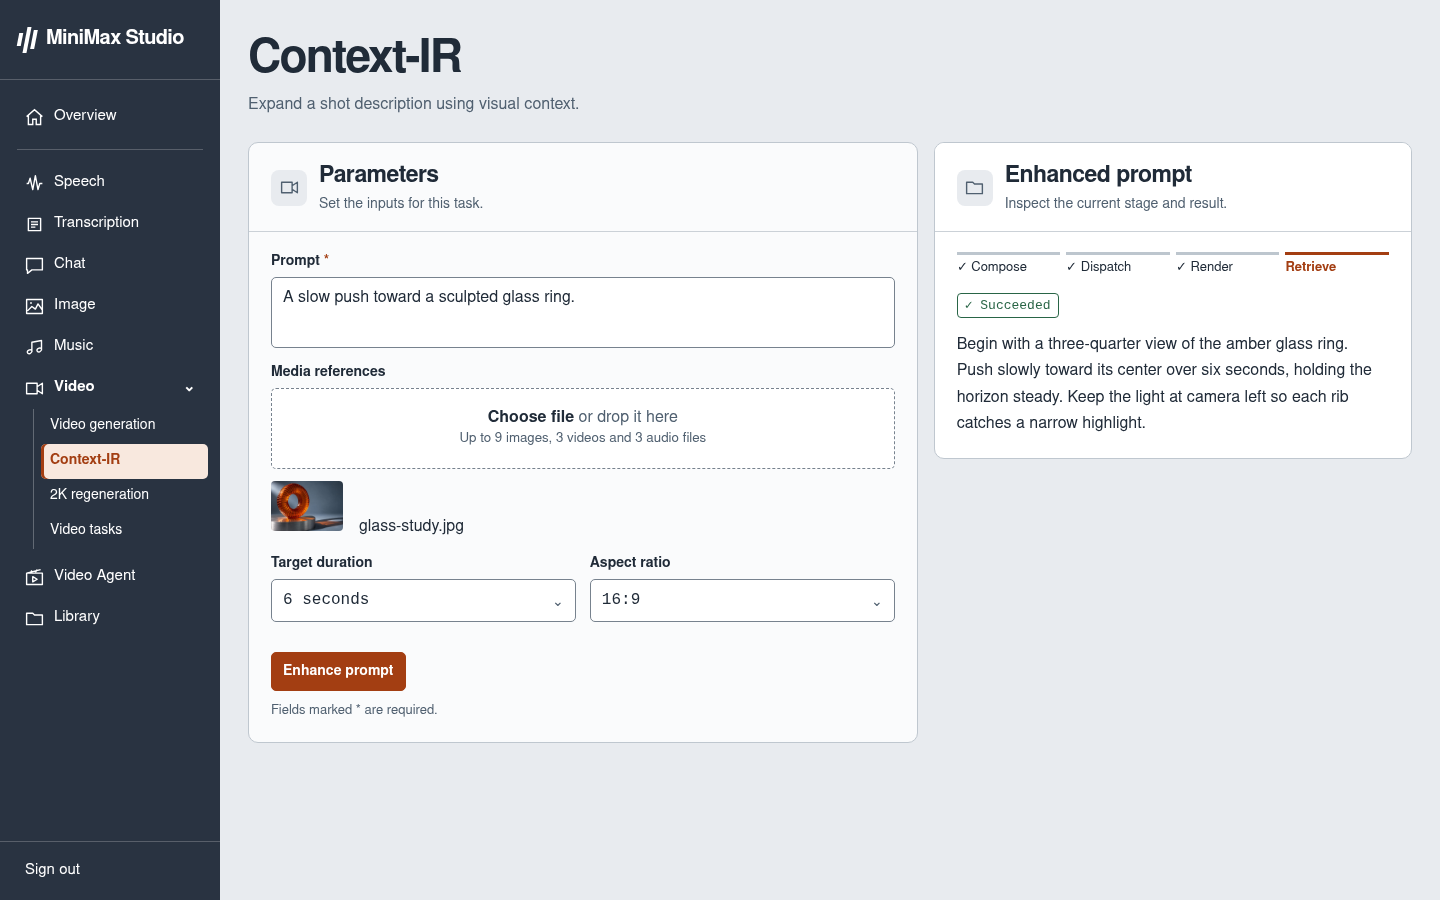 MiniMax Studio
Overview
Speech
Transcription
Chat
Image
Music
Video
Video generation
Context-IR
2K regeneration
Video tasks
Video Agent
Library
Sign out
Context-IR
Expand a shot description using visual context.
Parameters
Set the inputs for this task.
Prompt *
A slow push toward a sculpted glass ring.
Media references
Choose file or drop it here
Up to 9 images, 3 videos and 3 audio files
glass-study.jpg
Target duration
Aspect ratio
6 seconds
16:9
Enhance prompt
Fields marked * are required.
Enhanced prompt
Inspect the current stage and result.
✓ Compose
✓ Dispatch
✓ Render
Retrieve
✓ Succeeded
Begin with a three-quarter view of the amber glass ring.
Push slowly toward its center over six seconds, holding the
horizon steady. Keep the light at camera left so each rib
catches a narrow highlight.